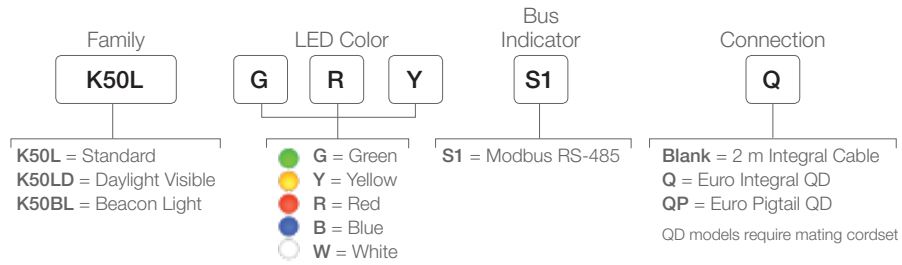 Family
LED Color
Bus
Indicator
Connection
K50L
G
R
Y
S1
Q
K50L = Standard
K50LD = Daylight Visible
K50BL = Beacon Light
G = Green
Y = Yellow
R = Red
B = Blue
W = White
S1 = Modbus RS-485
Blank = 2 m Integral Cable
Q = Euro Integral QD
QP = Euro Pigtail QD
QD models require mating cordset